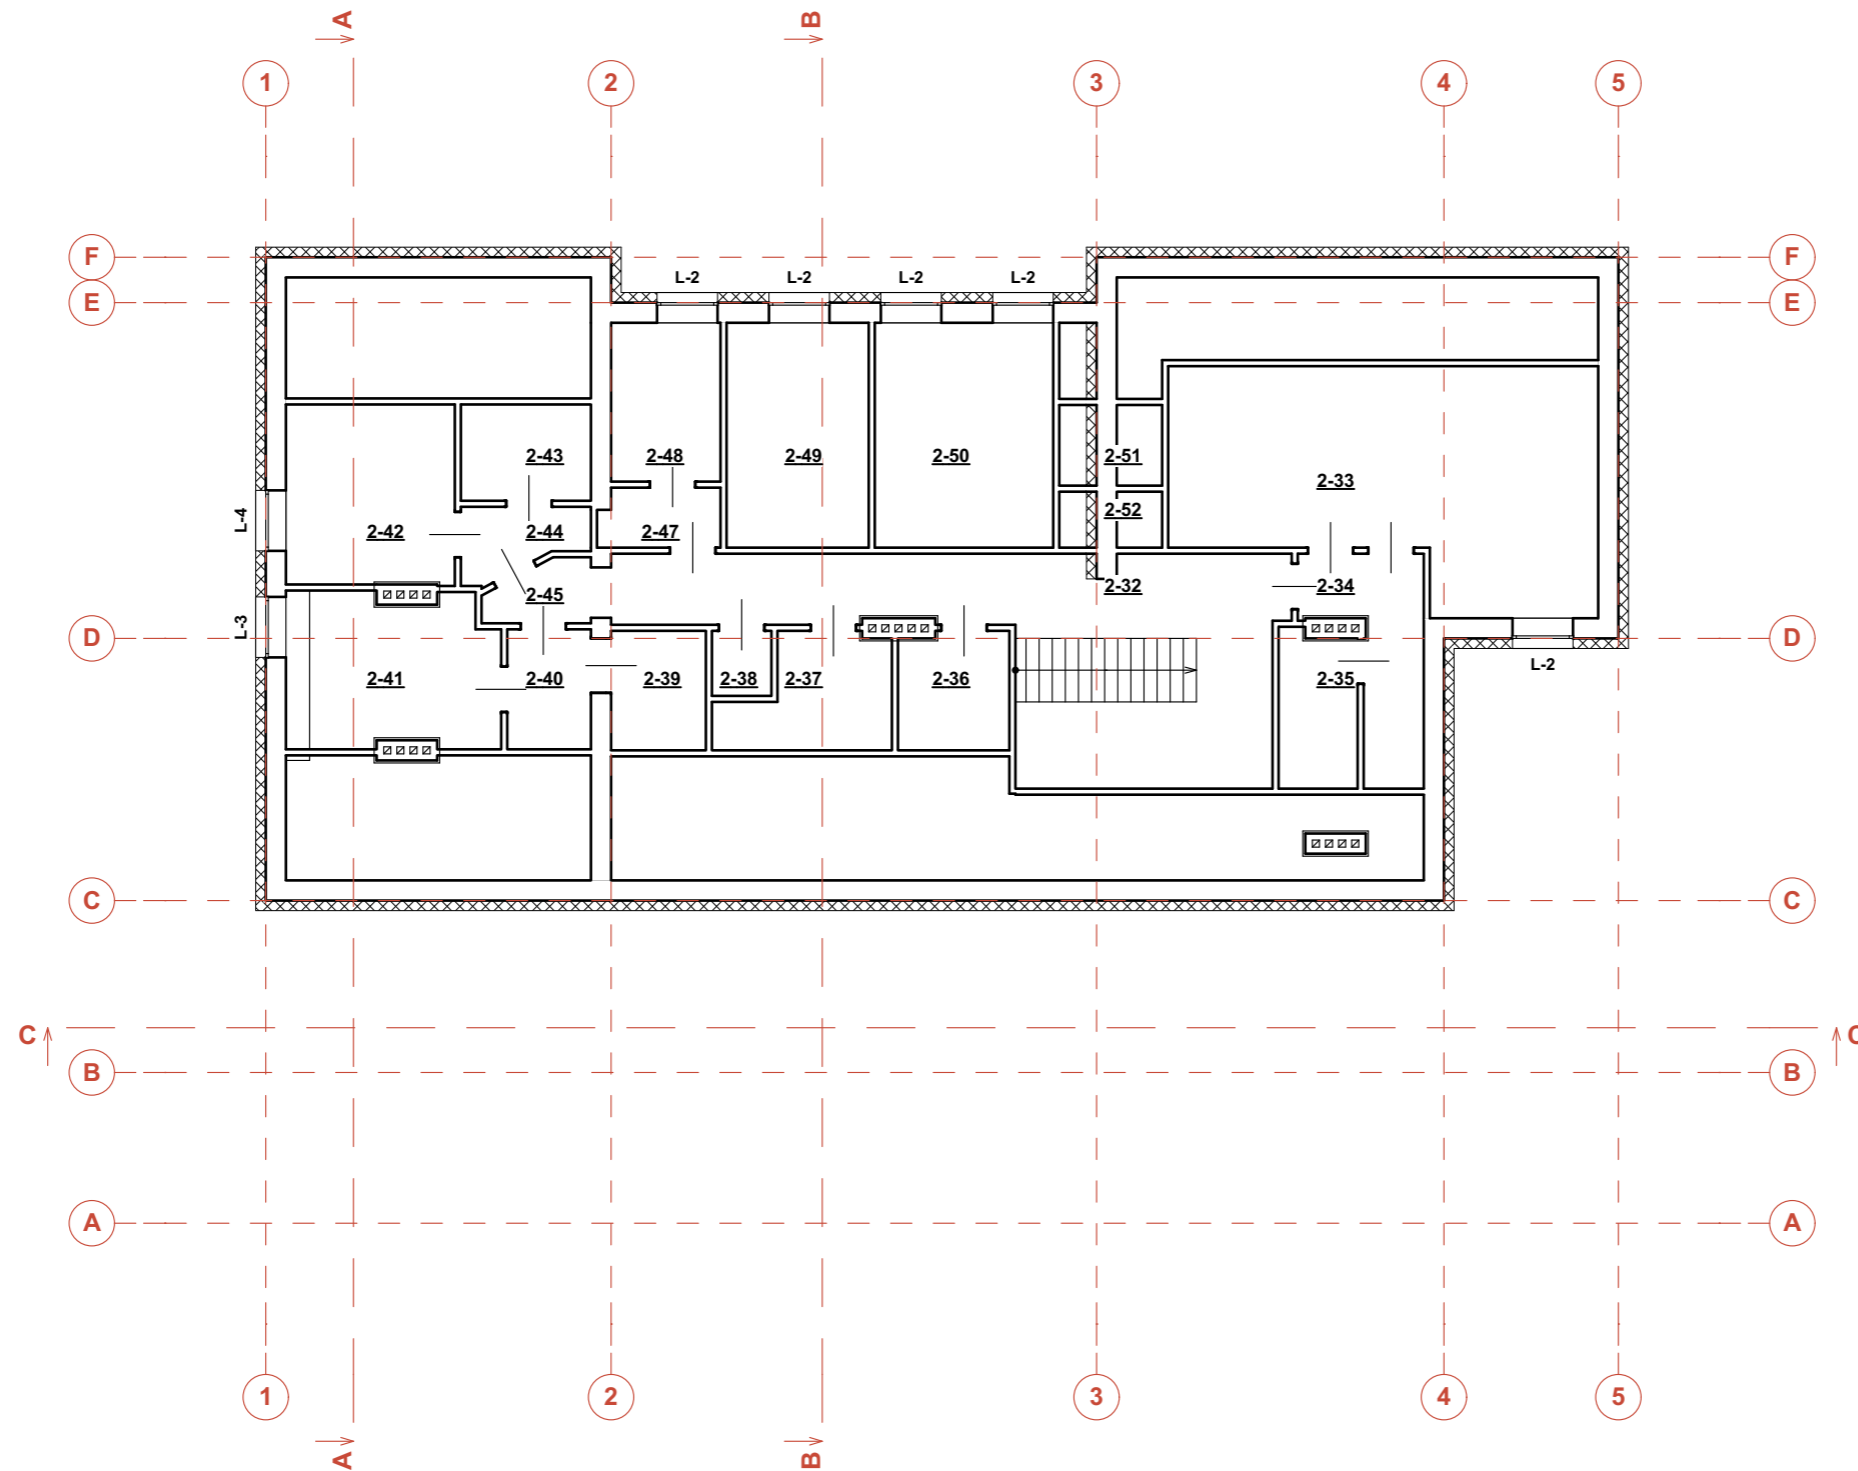 A B
1 2 3 4 5
F F
L-2 L-2 L-2 L-2
E E
2-43 2-48 2-49 2-50 2-51
2-33
L-4
2-42 2-44 2-47 2-52
2-45 2-32 2-34
L-3
D D
L-2
2-41 2-40 2-39 2-38 2-37 2-36 2-35
C C
C C
B B
A A
1 2 3 4 5
A B